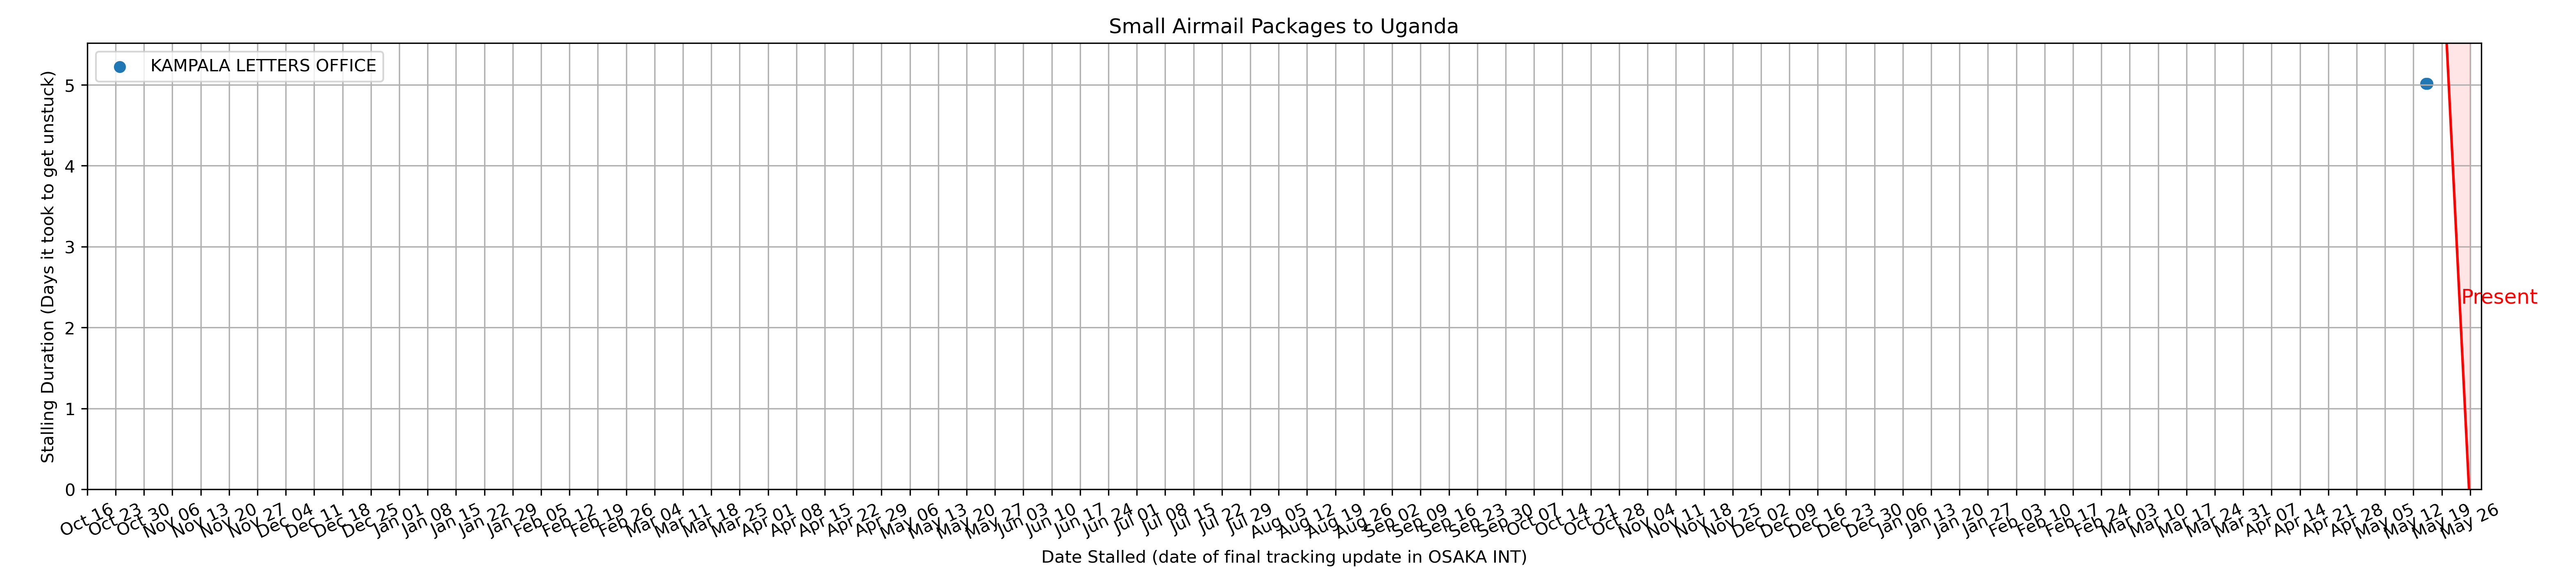 Small Airmail Packages to Uganda
KAMPALA LETTERS OFFICE
Stalling Duration (Days it took to get unstuck)
5
4
3
2
1
0
Present
Oct 16 Oct 23 Oct 30 Nov 06 Nov 13 Nov 20 Nov 27 Dec 04 Dec 11 Dec 18 Dec 25 Jan 01 Jan 08 Jan 15 Jan 22 Jan 29 Feb 05 Feb 12 Feb 19 Feb 26 Mar 04 Mar 11 Mar 18 Mar 25 Apr 01 Apr 08 Apr 15 Apr 22 Apr 29 May 06 May 13 May 20 May 27 Jun 03 Jun 10 Jun 17 Jun 24 Jul 01 Jul 08 Jul 15 Jul 22 Jul 29 Aug 05 Aug 12 Aug 19 Aug 26 Sep 02 Sep 09 Sep 16 Sep 23 Sep 30 Oct 07 Oct 14 Oct 21 Oct 28 Nov 04 Nov 11 Nov 18 Nov 25 Dec 02 Dec 09 Dec 16 Dec 23 Dec 30 Jan 06 Jan 13 Jan 20 Jan 27 Feb 03 Feb 10 Feb 17 Feb 24 Mar 03 Mar 10 Mar 17 Mar 24 Mar 31 Apr 07 Apr 14 Apr 21 Apr 28 May 05 May 12 May 19 May 26
Date Stalled (date of final tracking update in OSAKA INT)